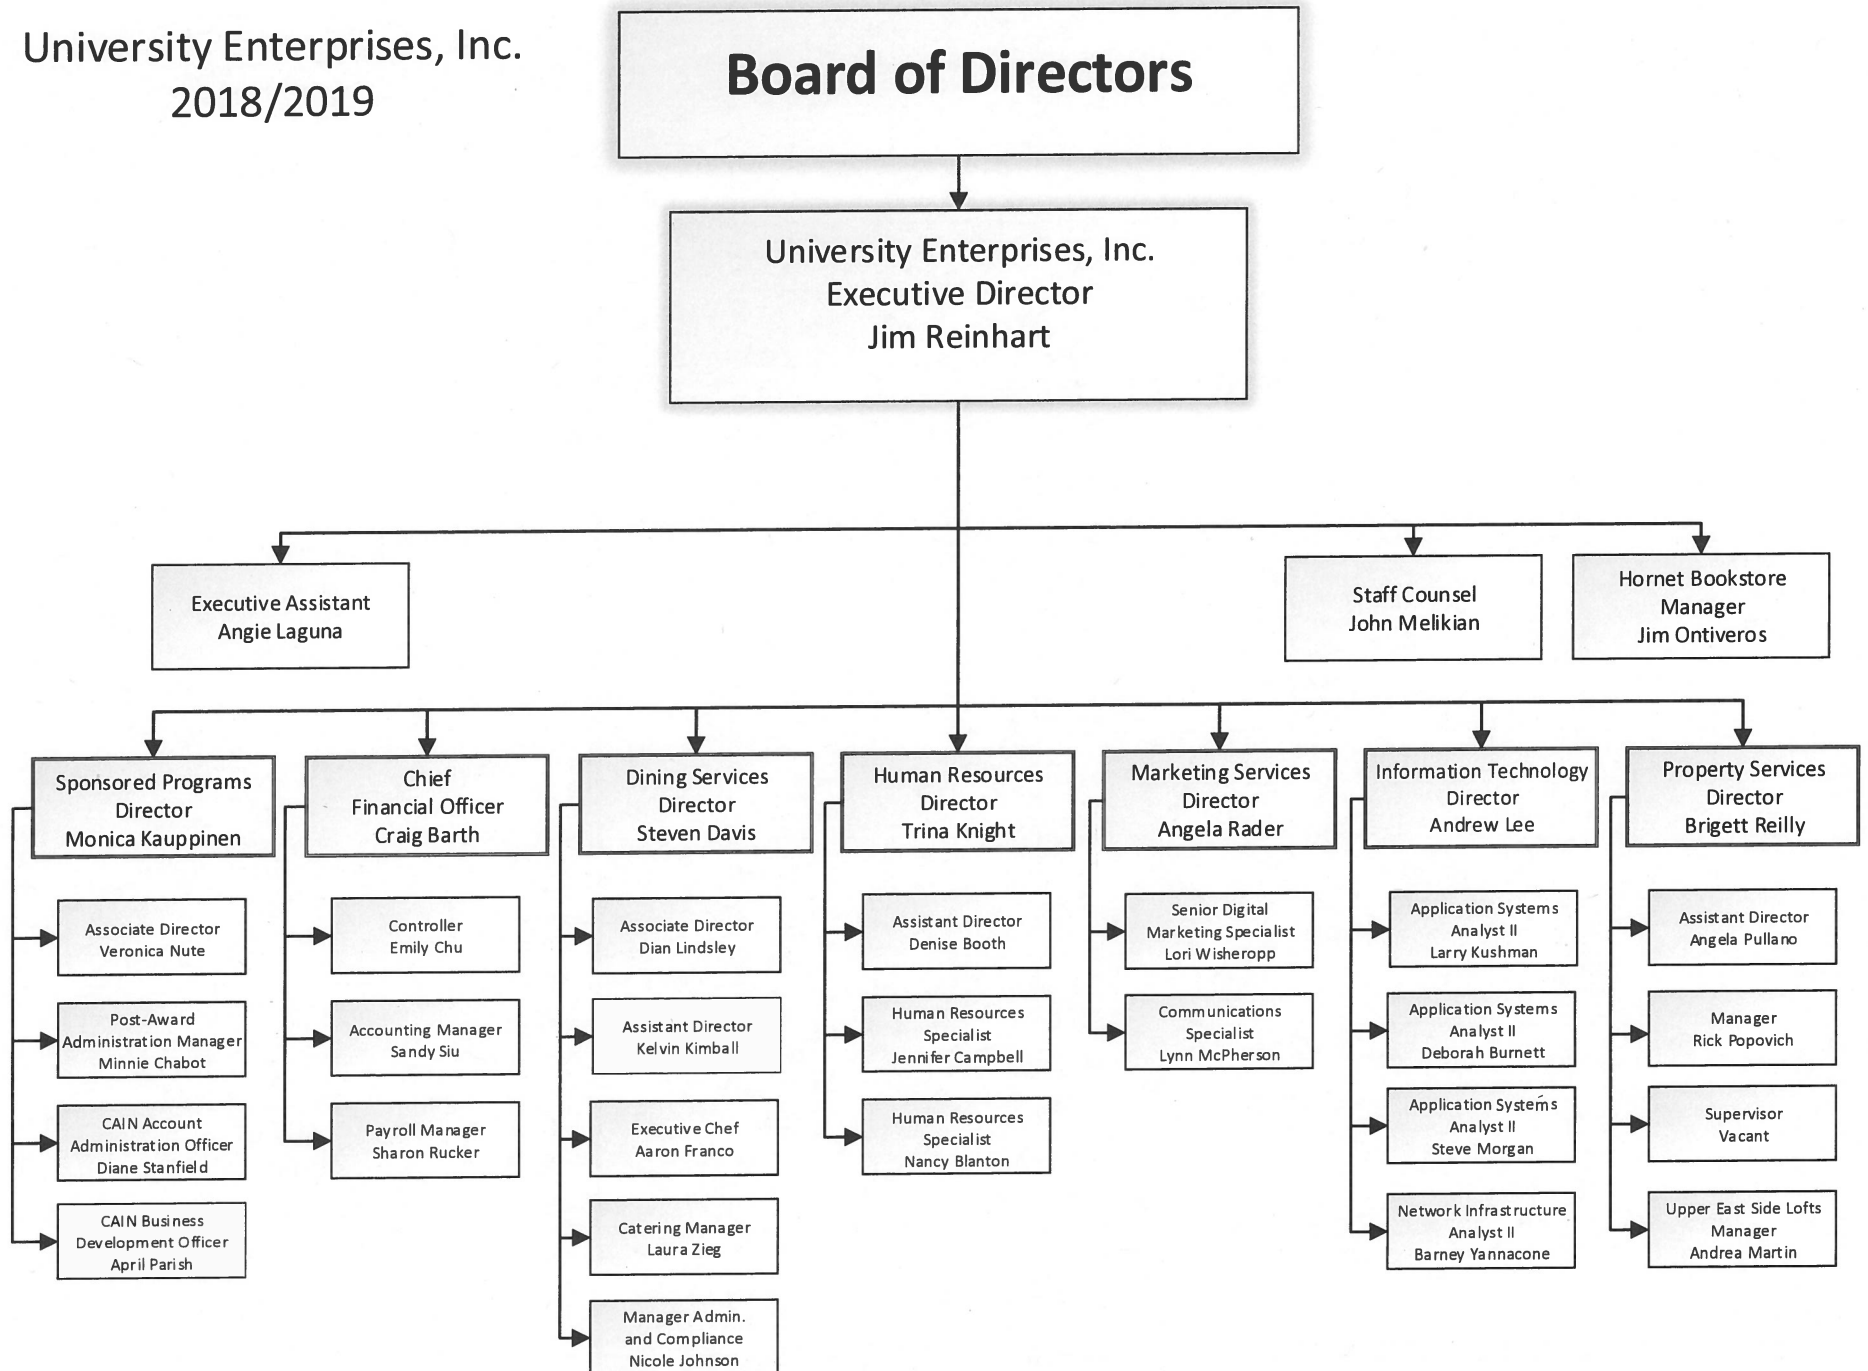 University Enterprises, Inc.
2018/2019
Board of Directors
University Enterprises, Inc.
Executive Director
Jim Reinhart
Executive Assistant
Angie Laguna
Staff Counsel
John Melikian
Hornet Bookstore
Manager
Jim Ontiveros
Sponsored Programs
Director
Monica Kauppinen
Chief
Financial Officer
Craig Barth
Dining Services
Director
Steven Davis
Human Resources
Director
Trina Knight
Marketing Services
Director
Angela Rader
Information Technology
Director
Andrew Lee
Property Services
Director
Brigett Reilly
Associate Director
Veronica Nute
Post-Award
Administration Manager
Minnie Chabot
CAIN Account
Administration Officer
Diane Stanfield
CAIN Business
Development Officer
April Parish
Controller
Emily Chu
Accounting Manager
Sandy Siu
Payroll Manager
Sharon Rucker
Associate Director
Dian Lindsley
Assistant Director
Kelvin Kimball
Executive Chef
Aaron Franco
Catering Manager
Laura Zieg
Manager Admin.
and Compliance
Nicole Johnson
Assistant Director
Denise Booth
Human Resources
Specialist
Jennifer Campbell
Human Resources
Specialist
Nancy Blanton
Senior Digital
Marketing Specialist
Lori Wisheropp
Communications
Specialist
Lynn McPherson
Application Systems
Analyst II
Larry Kushman
Application Systems
Analyst II
Deborah Burnett
Application Systems
Analyst II
Steve Morgan
Network Infrastructure
Analyst II
Barney Yannacone
Assistant Director
Angela Pullano
Manager
Rick Popovich
Supervisor
Vacant
Upper East Side Lofts
Manager
Andrea Martin